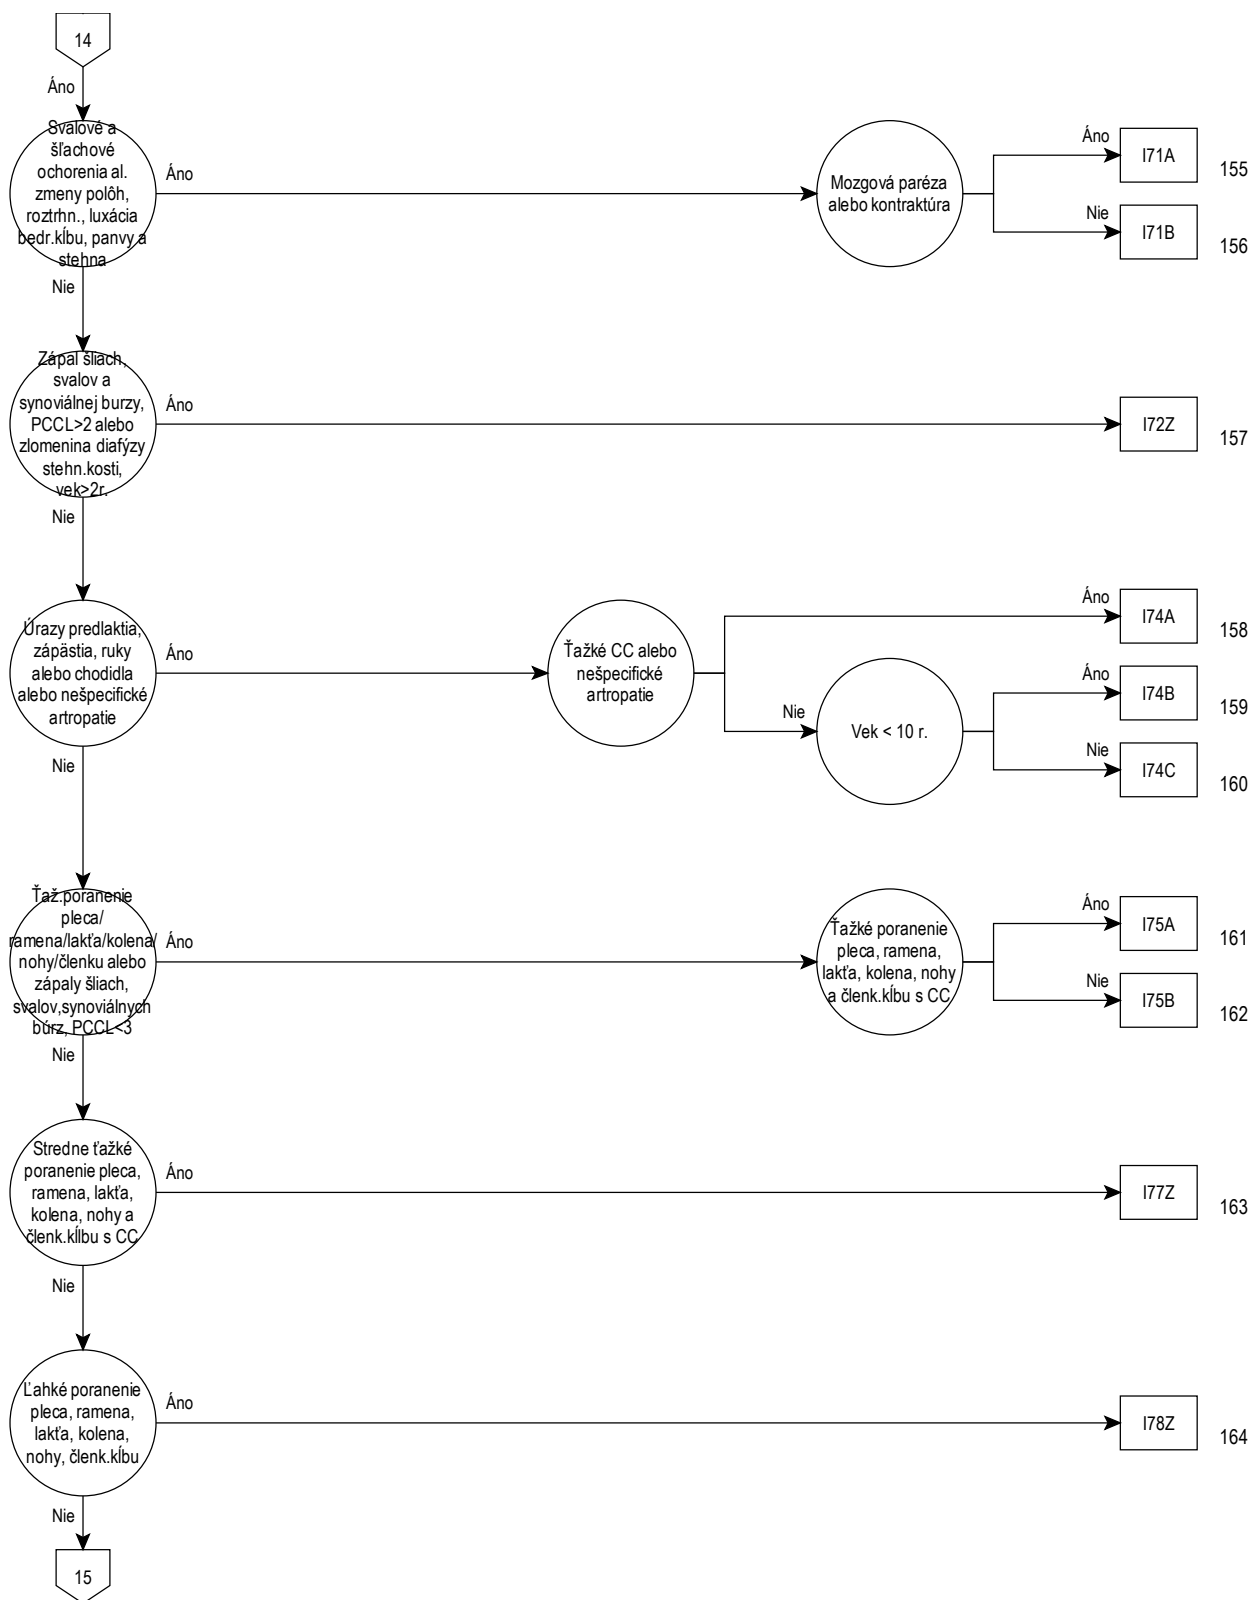 14
Áno
Svalové a
šľachové
ochorenia al.
zmeny polôh,
roztrhn., luxácia
bedr.kĺbu, panvy a
stehna
Áno
Mozgová paréza
alebo kontraktúra
Áno
I71A
155
Nie
I71B
156
Nie
Zápal šliach,
svalov a
synoviálnej burzy,
PCCL>2 alebo
zlomenina diafýzy
stehn.kosti,
vek>2r.
Áno
I72Z
157
Nie
Úrazy predlaktia,
zápästia, ruky
alebo chodidla
alebo nešpecifické
artropatie
Áno
Ťažké CC alebo
nešpecifické
artropatie
Áno
I74A
158
Nie
Vek < 10 r.
Áno
I74B
159
Nie
I74C
160
Nie
Ťaž.poranenie
pleca/
ramena/lakťa/kolena/
nohy/členku alebo
zápaly šliach,
svalov,synoviálnych
búrz, PCCL<3
Áno
Ťažké poranenie
pleca, ramena,
lakťa, kolena, nohy
a členk.kĺbu s CC
Áno
I75A
161
Nie
I75B
162
Nie
Stredne ťažké
poranenie pleca,
ramena, lakťa,
kolena, nohy a
členk.kĺlbu s CC
Áno
I77Z
163
Nie
Ľahké poranenie
pleca, ramena,
lakťa, kolena,
nohy, členk.kĺbu
Áno
I78Z
164
Nie
15